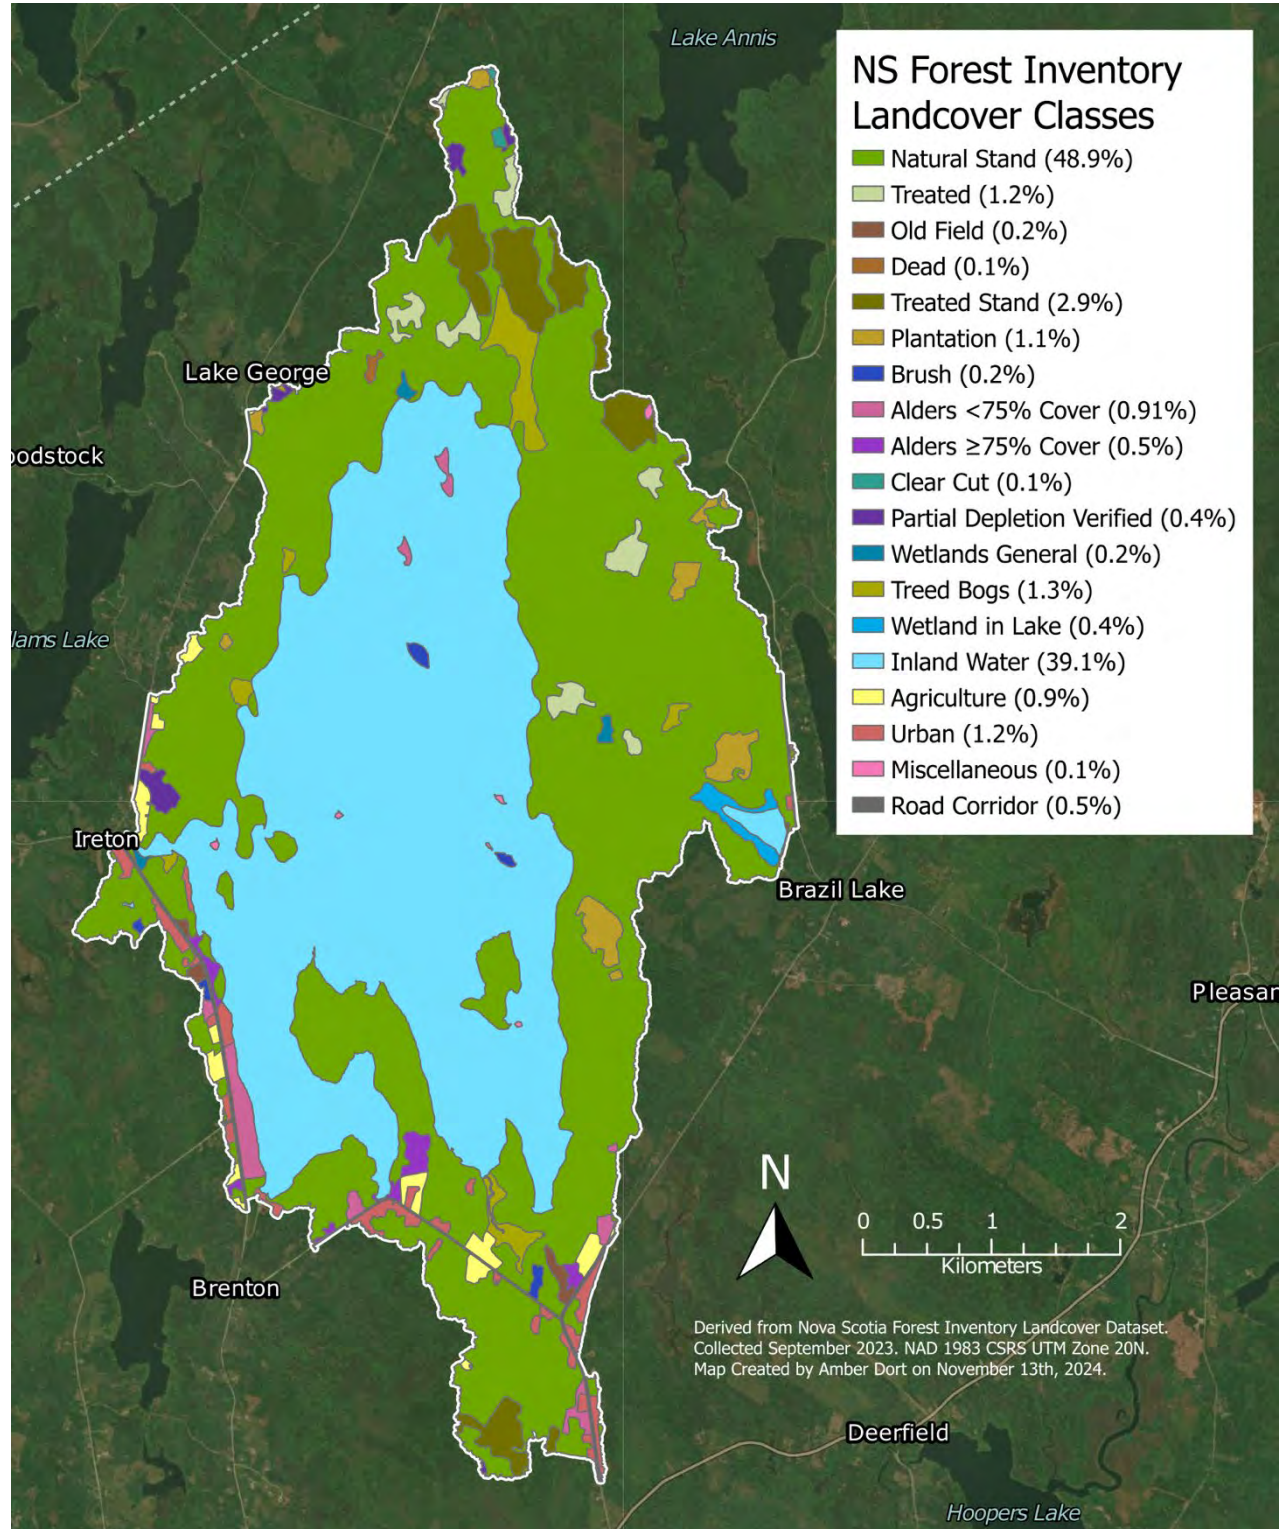 Lake Annis
NS Forest Inventory
Landcover Classes
Natural Stand (48.9%)
Treated (1.2%)
Old Field (0.2%)
Dead (0.1%)
Treated Stand (2.9%)
Plantation (1.1%)
Brush (0.2%)
Alders <75% Cover (0.91%)
Alders ≥75% Cover (0.5%)
Clear Cut (0.1%)
Partial Depletion Verified (0.4%)
Wetlands General (0.2%)
Treed Bogs (1.3%)
Wetland in Lake (0.4%)
Inland Water (39.1%)
Agriculture (0.9%)
Urban (1.2%)
Miscellaneous (0.1%)
Road Corridor (0.5%)
Lake George
oodstock
llams Lake
Ireton
Brazil Lake
Pleasan
Brenton
N
0 0.5 1 2
Kilometers
Derived from Nova Scotia Forest Inventory Landcover Dataset.
Collected September 2023. NAD 1983 CSRS UTM Zone 20N.
Map Created by Amber Dort on November 13th, 2024.
Deerfield
Hoopers Lake